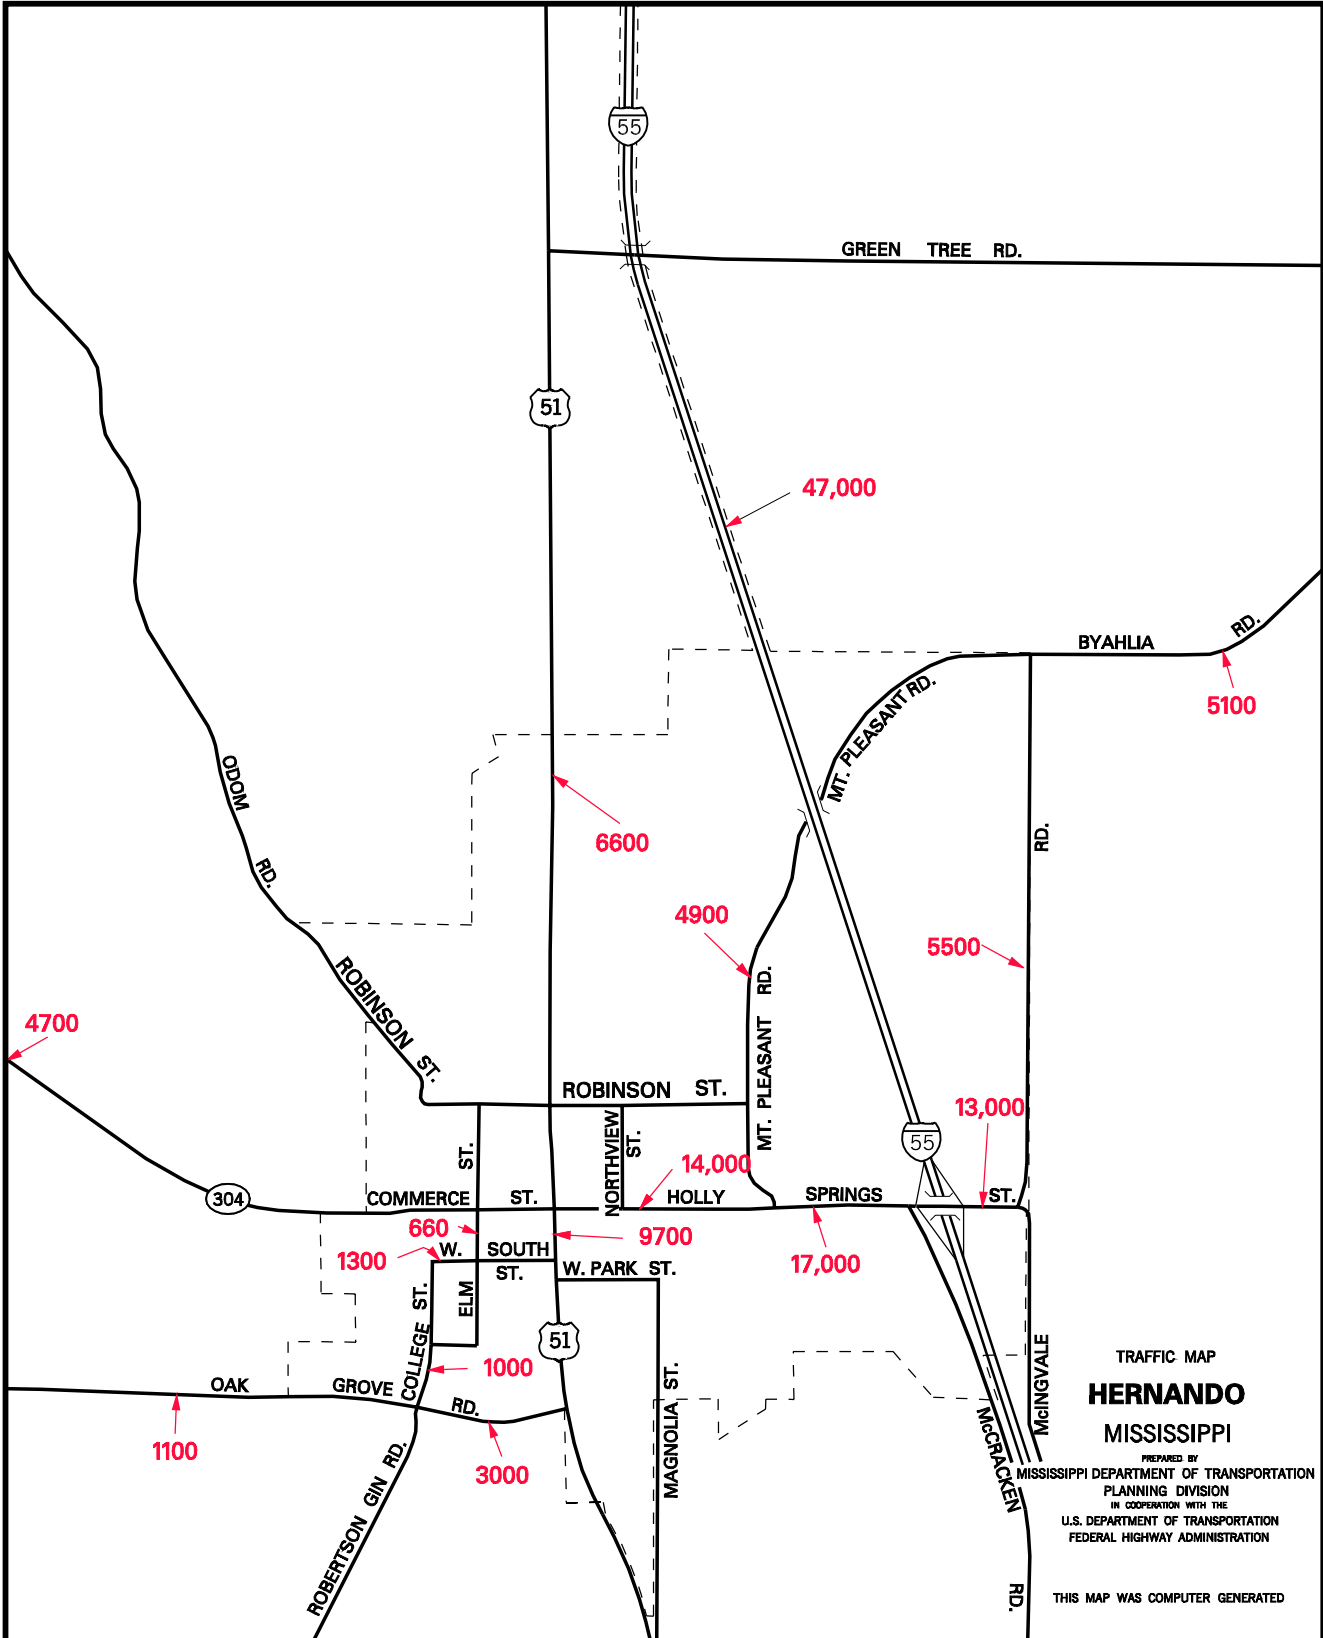 55
GREEN TREE RD.
51
47,000
BYAHLIA RD.
5100
MT. PLEASANT RD.
ODOM RD.
6600
RD.
4900
5500
ROBINSON ST.
4700
MT. PLEASANT RD.
ROBINSON ST.
13,000
NORTHVIEW ST.
ST.
55
14,000
304
COMMERCE ST.
HOLLY SPRINGS ST.
660
9700
1300
W. SOUTH ST.
17,000
W. PARK ST.
ELM
COLLEGE ST.
51
1000
McINGVALE
OAK GROVE RD.
MAGNOLIA ST.
1100
3000
McCRACKEN RD.
ROBERTSON GIN RD.
TRAFFIC MAP
HERNANDO
MISSISSIPPI
PREPARED BY
MISSISSIPPI DEPARTMENT OF TRANSPORTATION
PLANNING DIVISION
IN COOPERATION WITH THE
U.S. DEPARTMENT OF TRANSPORTATION
FEDERAL HIGHWAY ADMINISTRATION
THIS MAP WAS COMPUTER GENERATED